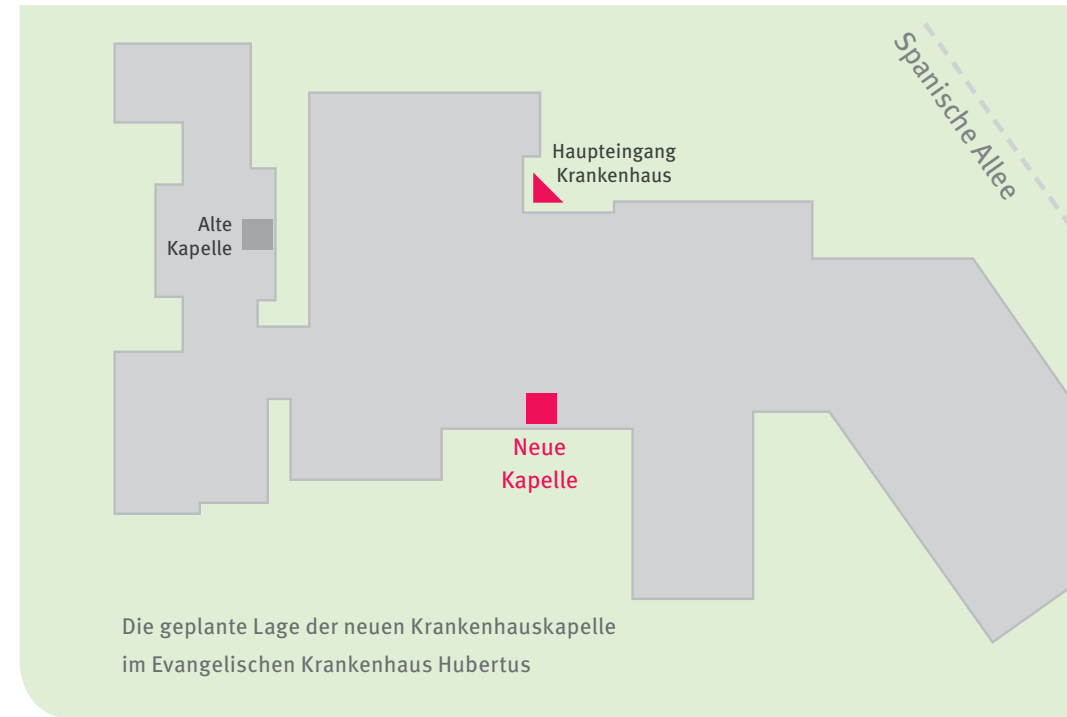 Spanische Allee
Haupteingang
Krankenhaus
Alte
Kapelle
Neue
Kapelle
Die geplante Lage der neuen Krankenhauskapelle
im Evangelischen Krankenhaus Hubertus